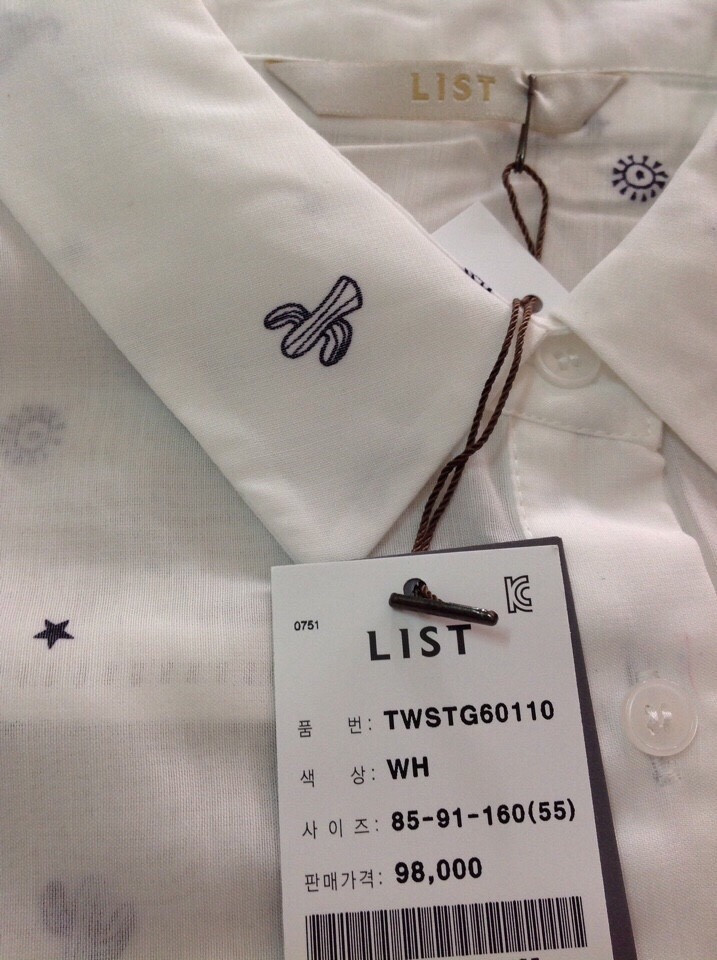 LIST
0751
LIST
품 번: TWSTG60110
색 상: WH
사 이 즈: 85-91-160(55)
판매가격: 98,000